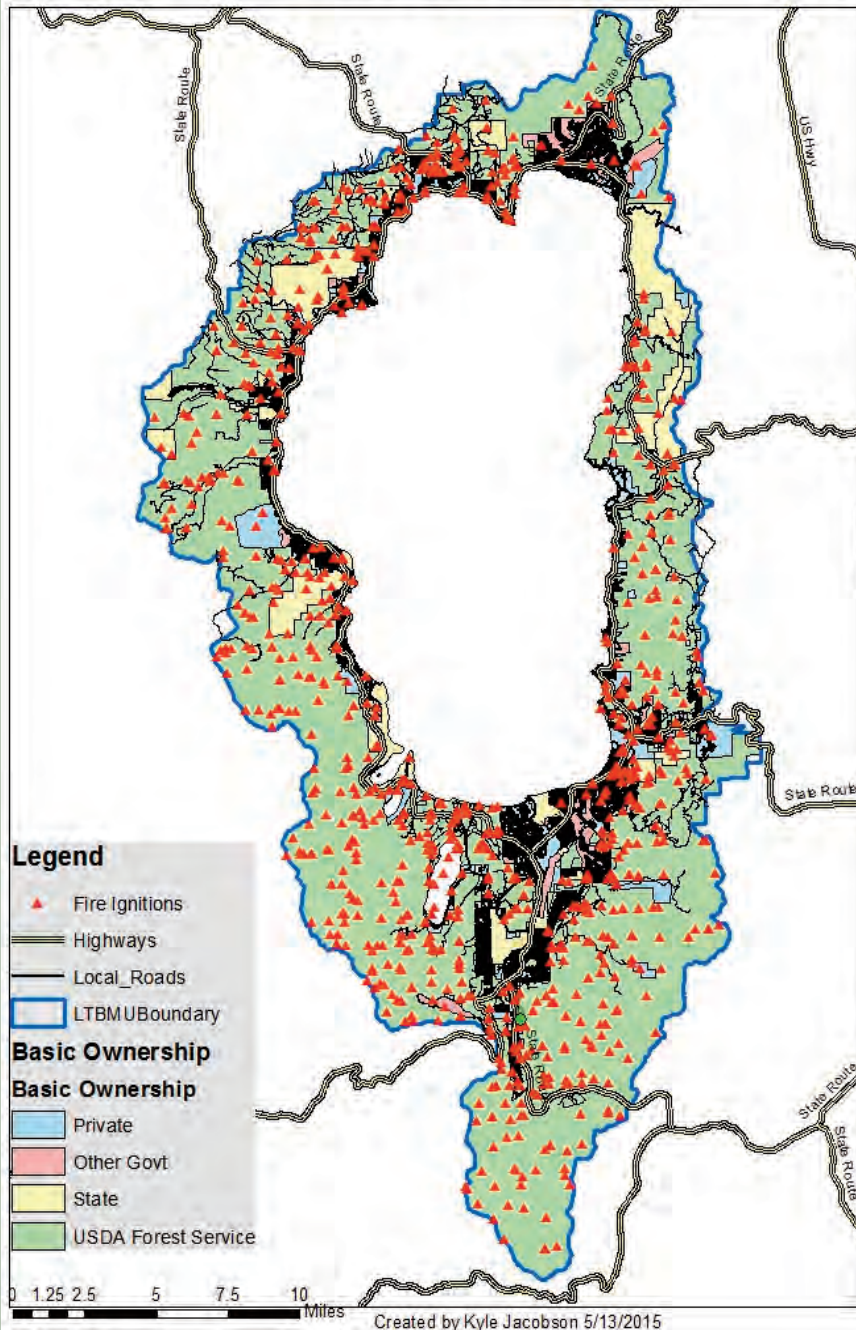 State Route
State Route
State Route
US Hwy
State Route
Legend
Fire Ignitions
Highways
Local_Roads
LTBMUBoundary
Basic Ownership
Basic Ownership
Private
Other Govt
State
USDA Forest Service
State Route
State Route
0 1.25 2.5 5 7.5 10
Miles
Created by Kyle Jacobson 5/13/2015